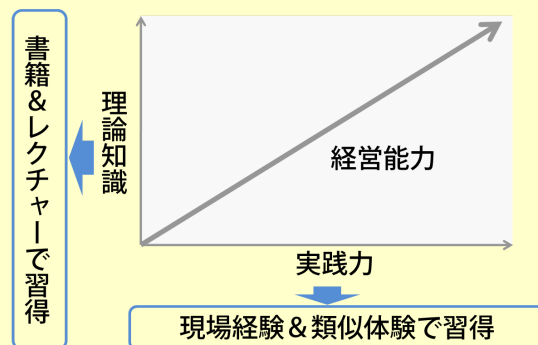 書籍＆レクチャーで習得
理論知識
経営能力
実践力
現場経験＆類似体験で習得